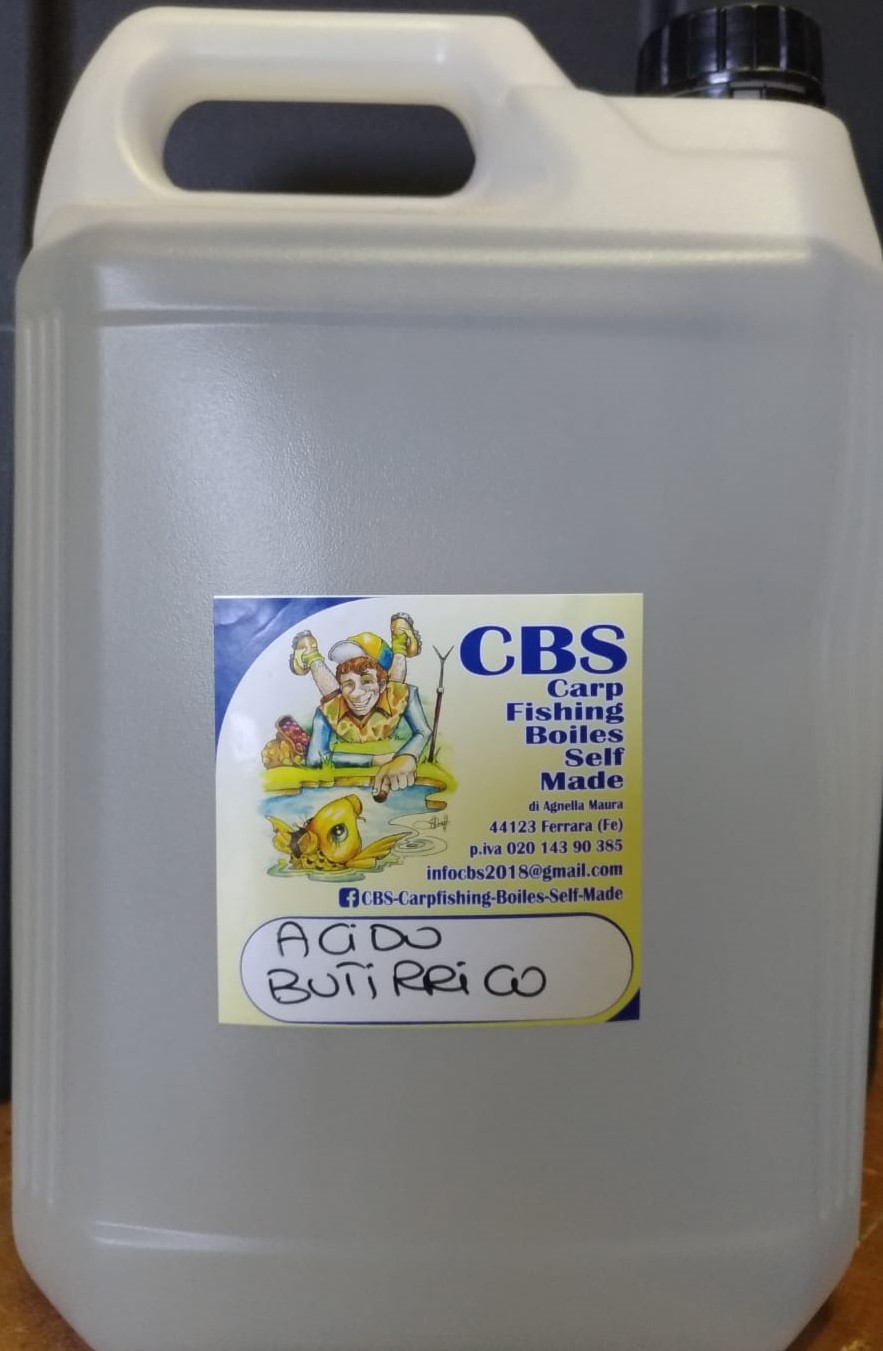 CBS
Carp
Fishing
Boiles
Self
Made
di Agnella Maura
44123 Ferrara (Fe)
p.iva 020 143 90 385
infocbs2018@gmail.com
CBS-Carpfishing-Boiles-Self-Made
ACiDO
BUTiRRiCO